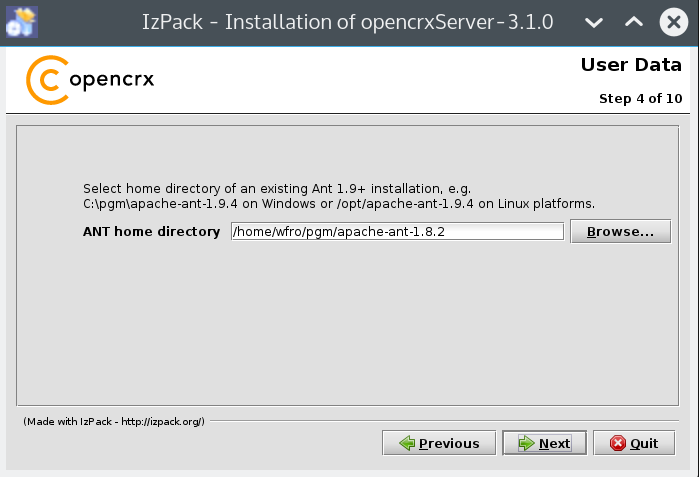 IzPack - Installation of opencrxServer-3.1.0
opencrx
User Data
Step 4 of 10
Select home directory of an existing Ant 1.9+ installation, e.g.
C:\pgm\apache-ant-1.9.4 on Windows or /opt/apache-ant-1.9.4 on Linux platforms.
ANT home directory /home/wfro/pgm/apache-ant-1.8.2 Browse...
(Made with IzPack - http://izpack.org/)
Previous Next Quit